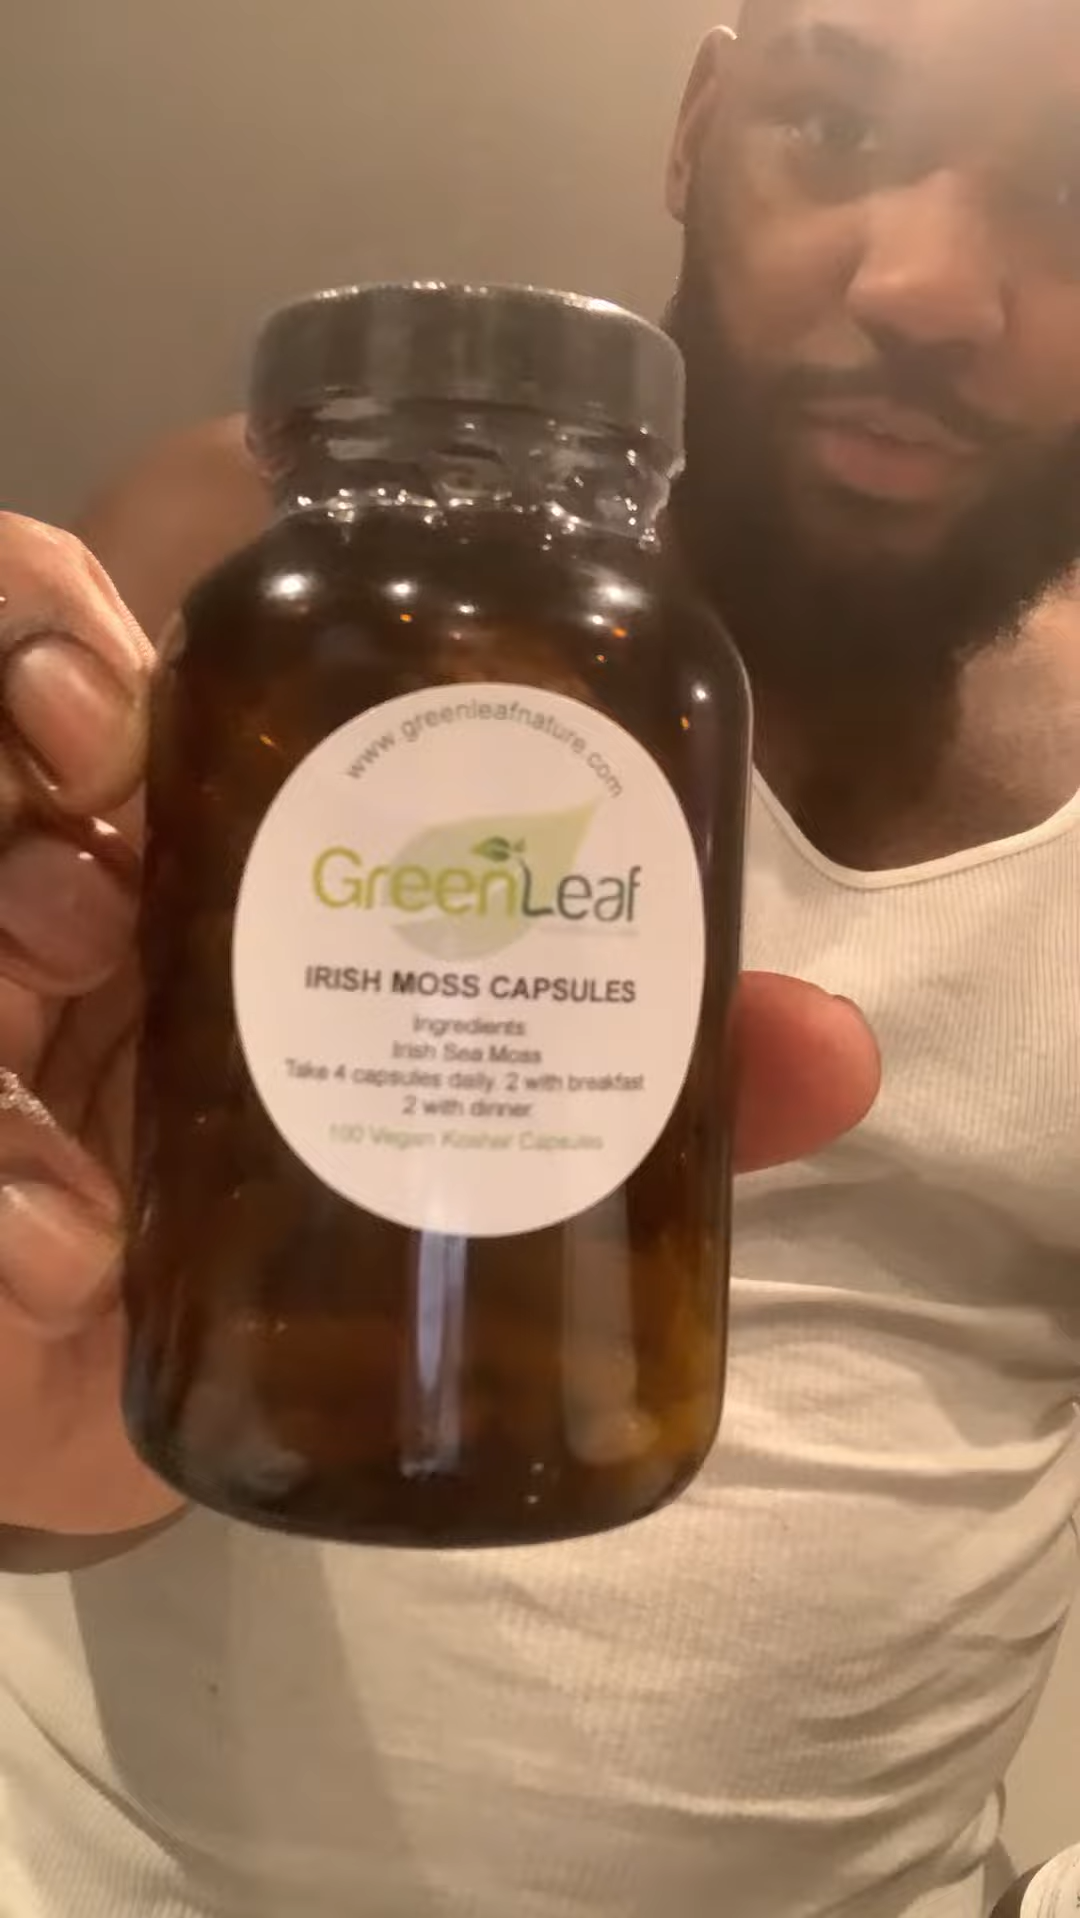 www.greenleafnature.com
GreenLeaf
IRISH MOSS CAPSULES
Ingredients
Irish Sea Moss
Take 4 capsules daily. 2 with breakfast
2 with dinner.
100 Vegan Kosher Capsules